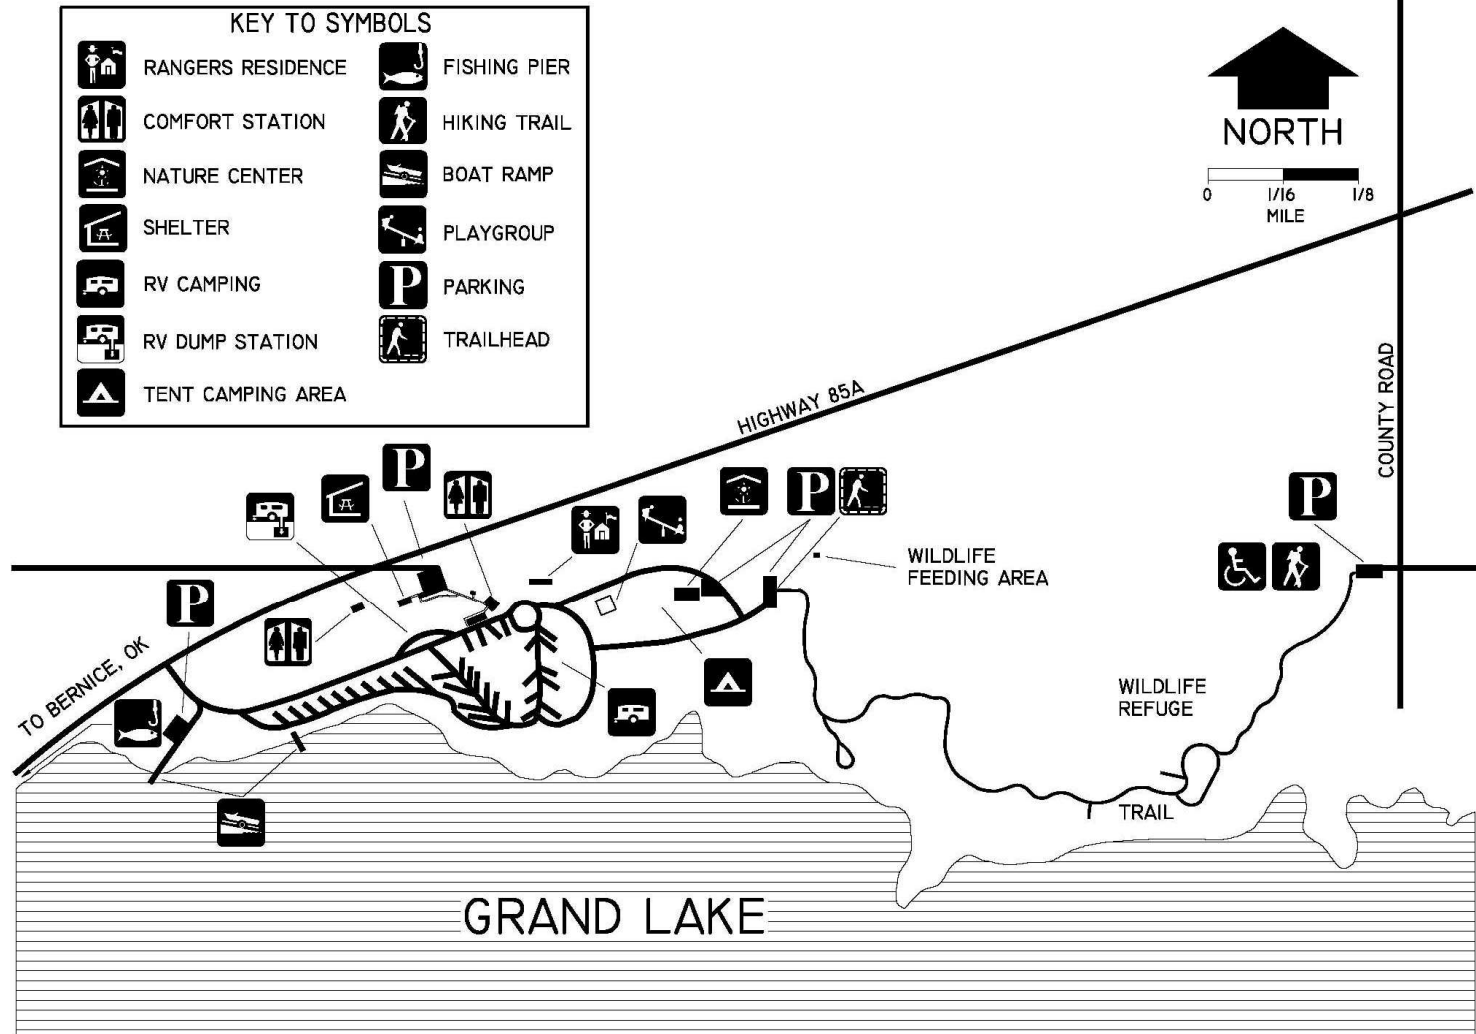 KEY TO SYMBOLS
RANGERS RESIDENCE
COMFORT STATION
NATURE CENTER
SHELTER
RV CAMPING
RV DUMP STATION
TENT CAMPING AREA
FISHING PIER
HIKING TRAIL
BOAT RAMP
PLAYGROUP
P PARKING
TRAILHEAD
NORTH
0 1/16 1/8
MILE
HIGHWAY 85A
COUNTY ROAD
P
P
P
P
WILDLIFE
FEEDING AREA
TO BERNICE, OK
WILDLIFE
REFUGE
TRAIL
GRAND LAKE